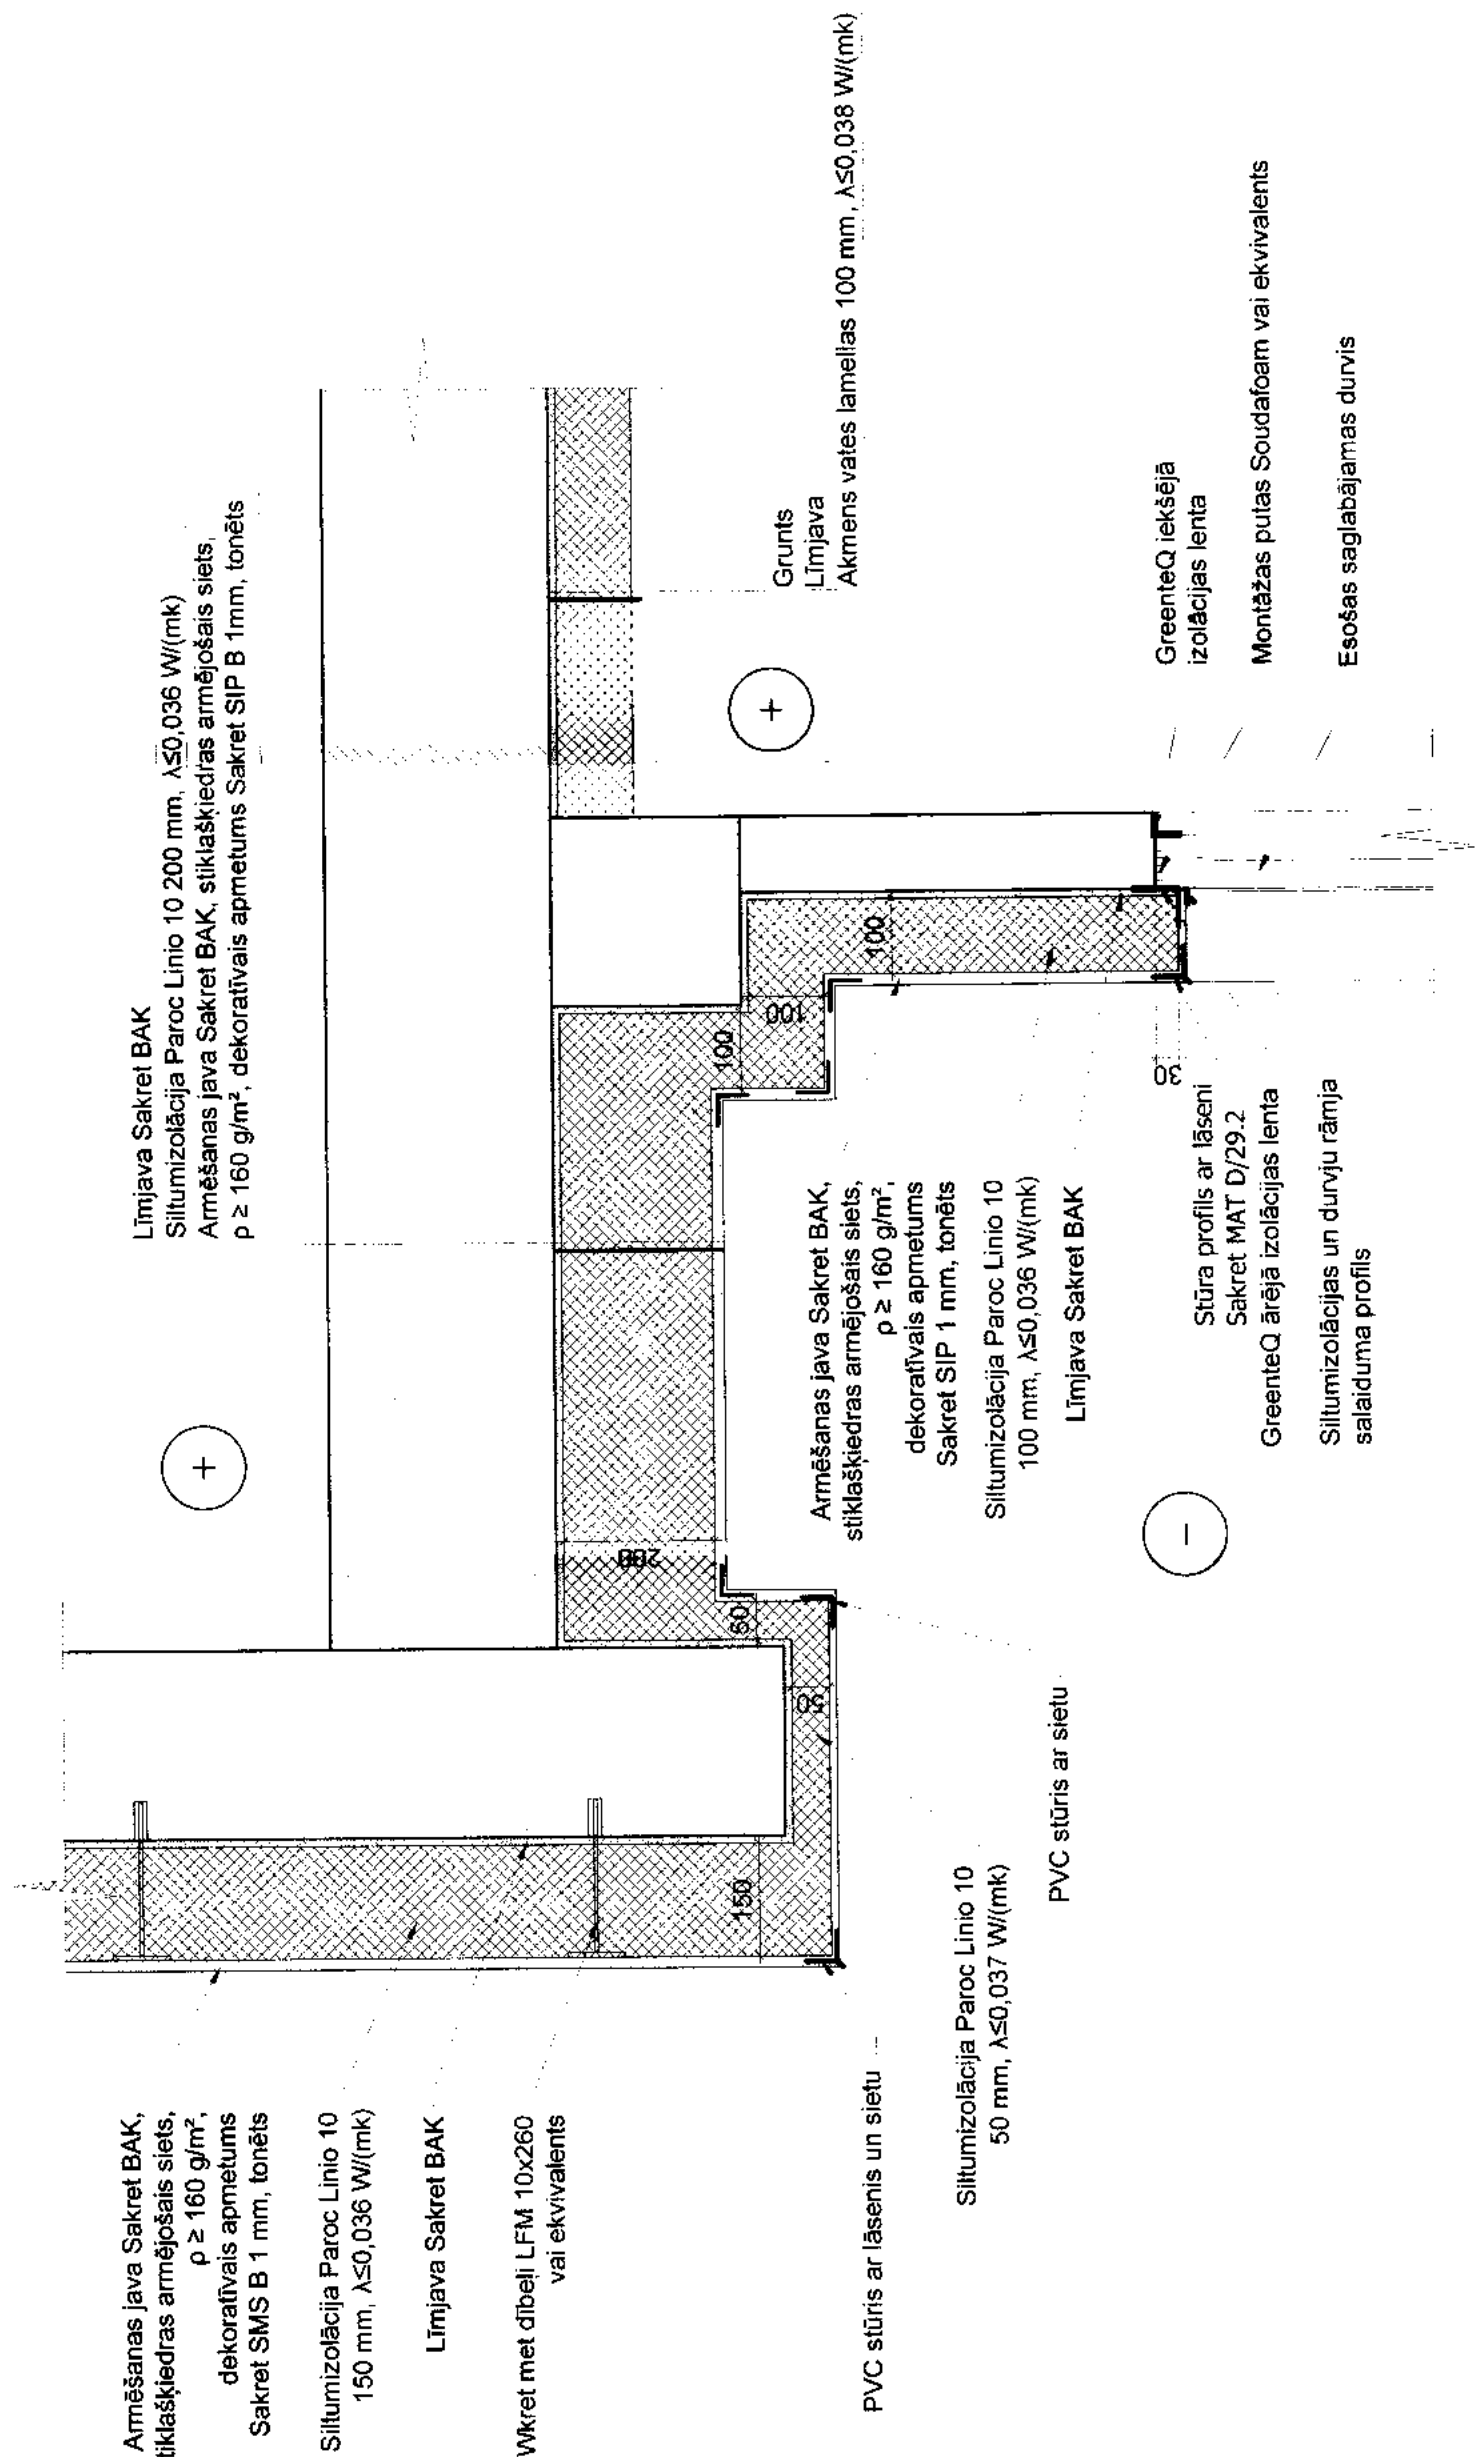 Līmjava Sakret BAK
Siltumizolācija Paroc Linio 10 200 mm, λ≤0,036 W/(mk)
Armēšanas java Sakret BAK, stiklašķiedras armējošais siets,
ρ ≥ 160 g/m², dekoratīvais apmetums Sakret SIP B 1mm, tonēts
Armēšanas java Sakret BAK,
tiklašķiedras armējošais siets,
ρ ≥ 160 g/m²,
dekoratīvais apmetums
Sakret SMS B 1 mm, tonēts
Siltumizolācija Paroc Linio 10
150 mm, λ≤0,036 W/(mk)
Līmjava Sakret BAK
Wkret met dībeļi LFM 10x260
vai ekvivalents
PVC stūris ar lāsenis un sietu
Siltumizolācija Paroc Linio 10
50 mm, λ≤0,037 W/(mk)
PVC stūris ar sietu
Armēšanas java Sakret BAK,
stiklašķiedras armējošais siets,
ρ ≥ 160 g/m²,
dekoratīvais apmetums
Sakret SIP 1 mm, tonēts
Siltumizolācija Paroc Linio 10
100 mm, λ≤0,036 W/(mk)
Līmjava Sakret BAK
Stūra profils ar lāseni
Sakret MAT D/29.2
GreenteQ ārējā izolācijas lenta
Siltumizolācijas un durvju rāmja
salaiduma profils
Grunts
Līmjava
Akmens vates lamellas 100 mm, λ≤0,038 W/(mk)
GreenteQ iekšējā
izolācijas lenta
Montāžas putas Soudafoam vai ekvivalents
Esošas saglabājamas durvis
150
50
200
100
100
100
30
+
+
-